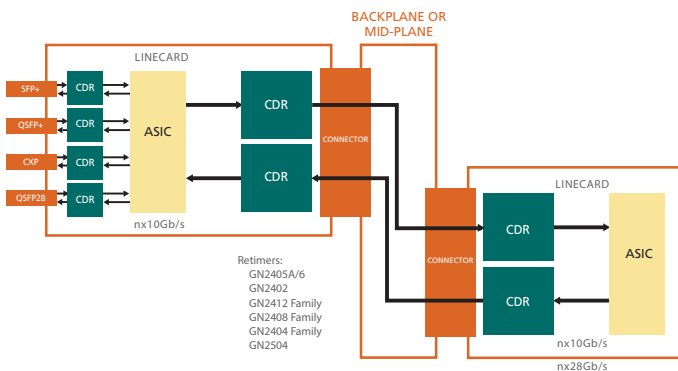 BACKPLANE OR
MID-PLANE
LINECARD
SFP+
CDR
QSFP+
CDR
CXP
CDR
QSFP28
CDR
ASIC
CDR
CDR
CONNECTOR
nx10Gb/s
Retimers:
GN2405A/6
GN2402
GN2412 Family
GN2408 Family
GN2404 Family
GN2504
CONNECTOR
LINECARD
CDR
CDR
ASIC
nx10Gb/s
nx28Gb/s